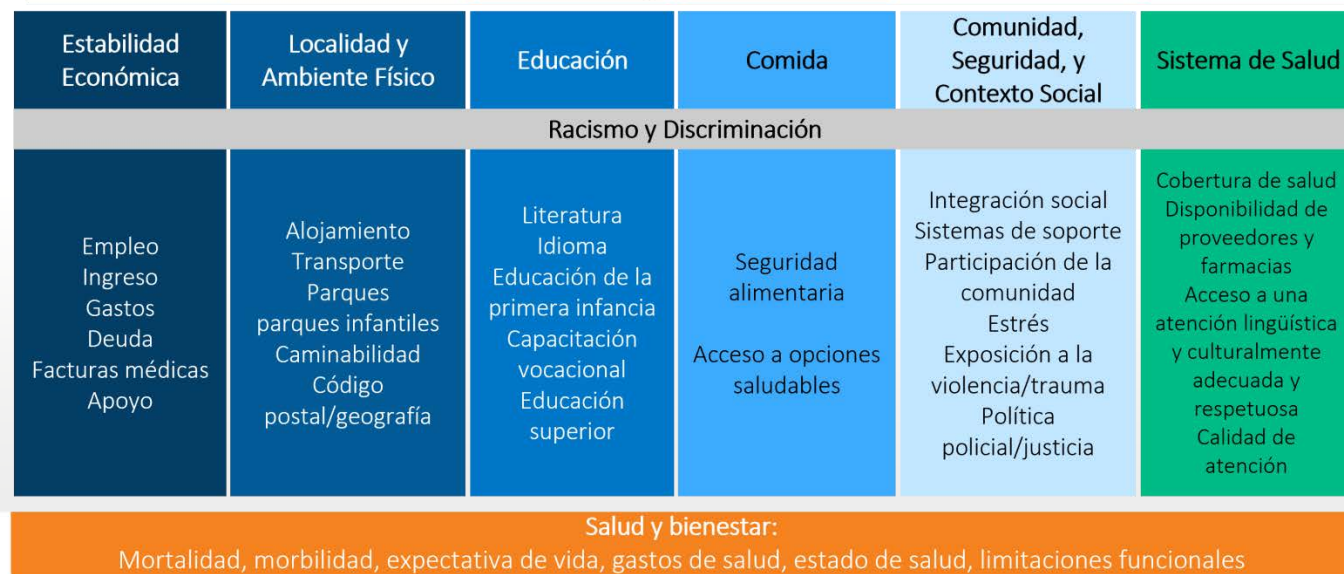 Estabilidad
Económica
Localidad y
Ambiente Físico
Educación
Comida
Comunidad,
Seguridad, y
Contexto Social
Sistema de Salud
Racismo y Discriminación
Empleo
Ingreso
Gastos
Deuda
Facturas médicas
Apoyo
Alojamiento
Transporte
Parques
parques infantiles
Caminabilidad
Código
postal/geografía
Literatura
Idioma
Educación de la
primera infancia
Capacitación
vocacional
Educación
superior
Seguridad
alimentaria
Acceso a opciones
saludables
Integración social
Sistemas de soporte
Participación de la
comunidad
Estrés
Exposición a la
violencia/trauma
Política
policial/justicia
Cobertura de salud
Disponibilidad de
proveedores y
farmacias
Acceso a una
atención lingüística
y culturalmente
adecuada y
respetuosa
Calidad de
atención
Salud y bienestar:
Mortalidad, morbilidad, expectativa de vida, gastos de salud, estado de salud, limitaciones funcionales